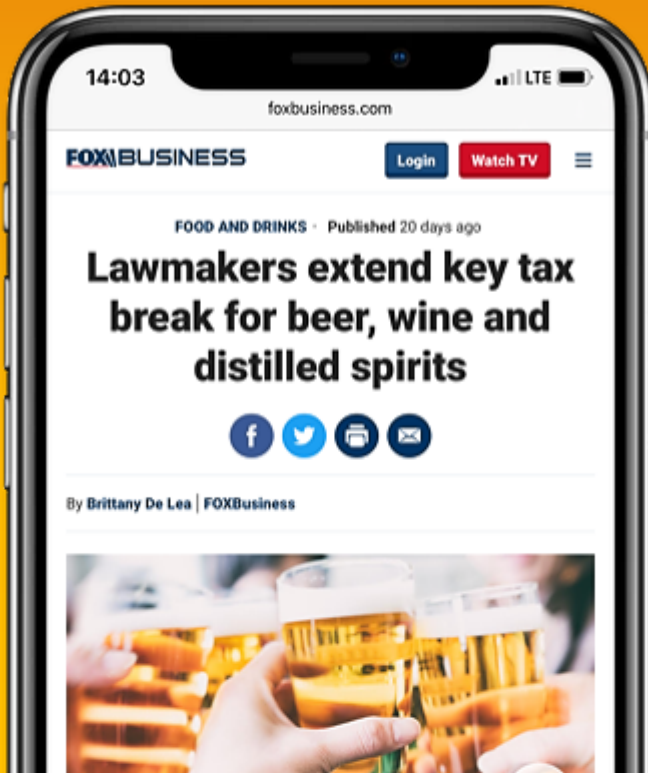 14:03 LTE
foxbusiness.com
FOX BUSINESS Login Watch TV
FOOD AND DRINKS · Published 20 days ago
Lawmakers extend key tax
break for beer, wine and
distilled spirits
f
By Brittany De Lea | FOXBusiness